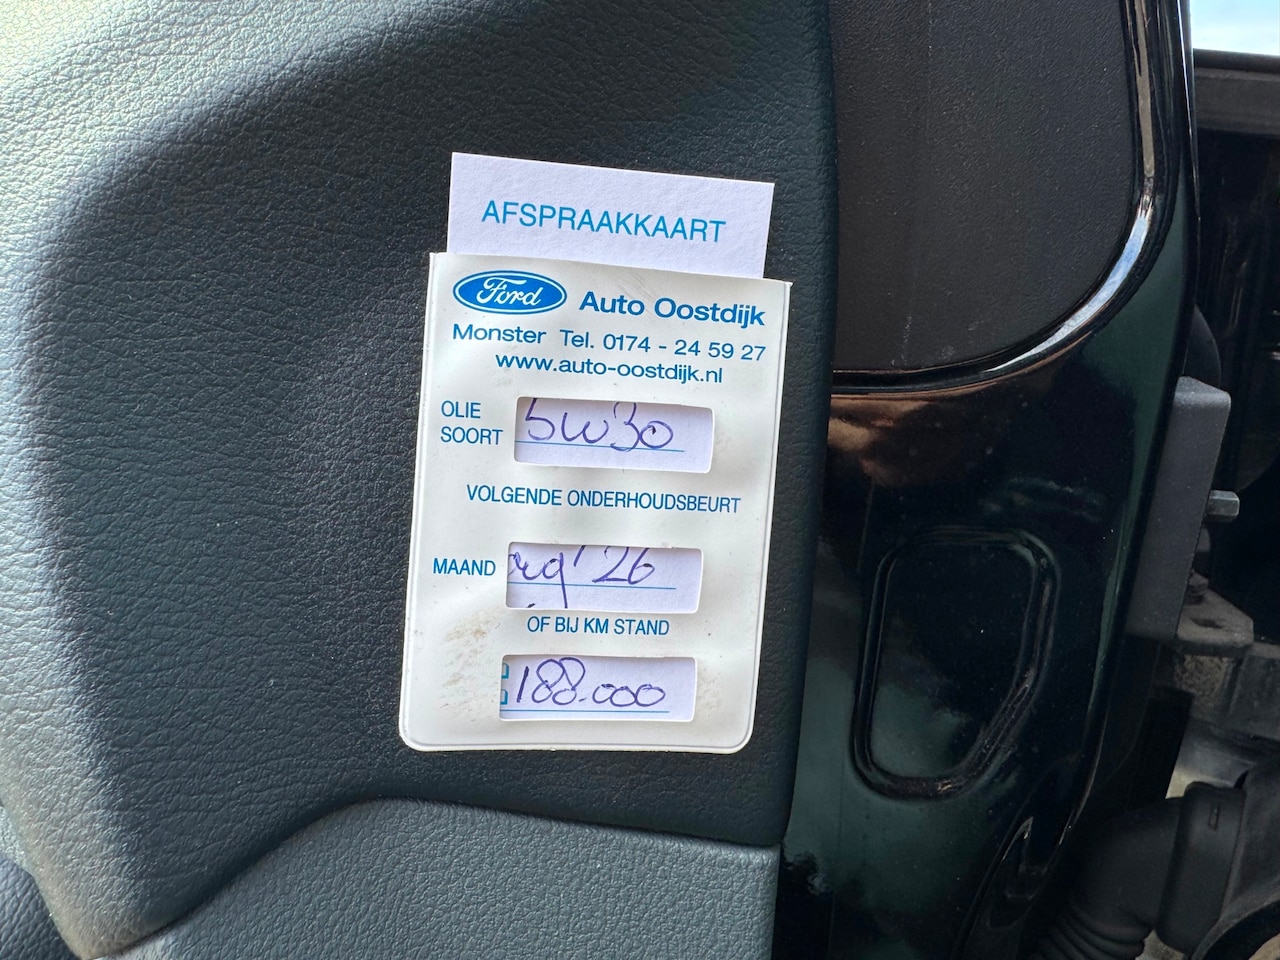 AFSPRAAKKAART
Ford Auto Oostdijk
Monster Tel. 0174 - 24 59 27
www.auto-oostdijk.nl
OLIE
SOORT 5W30
VOLGENDE ONDERHOUDSBEURT
MAAND '26
OF BIJ KM STAND
188.000